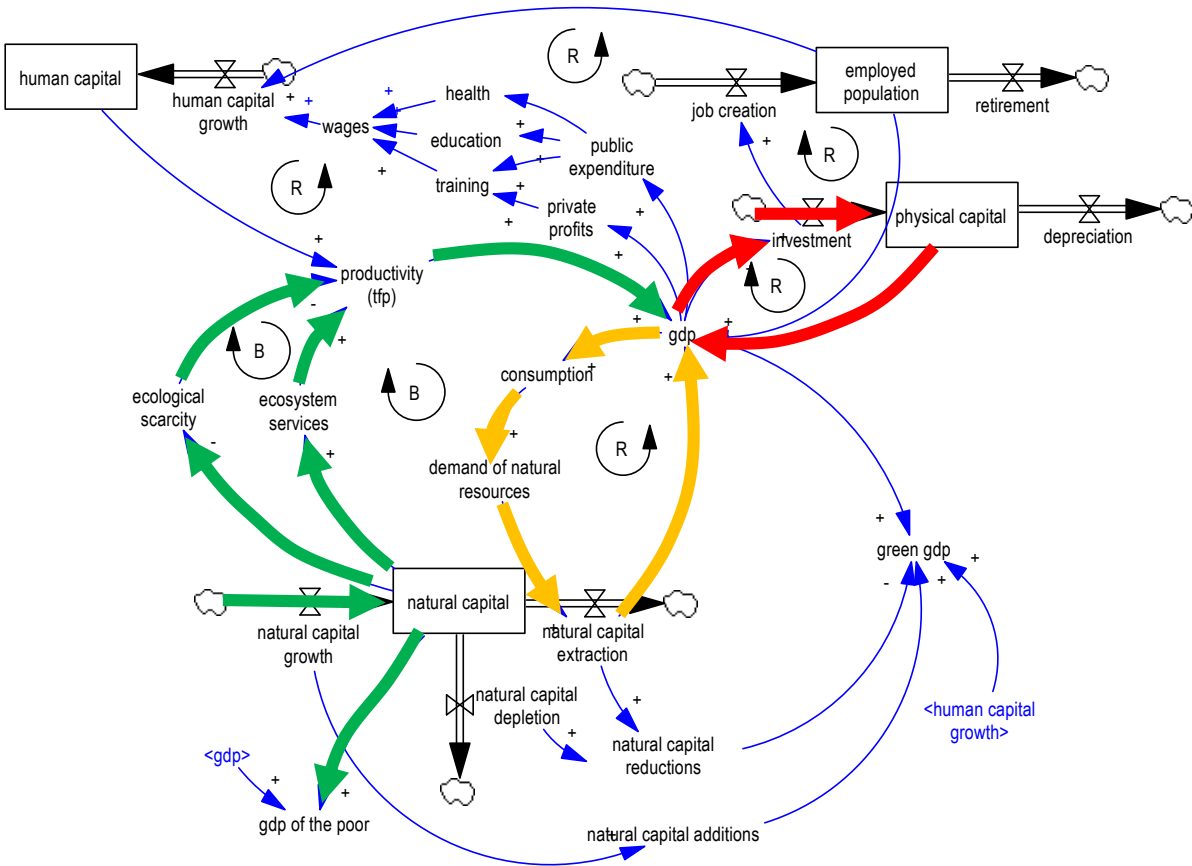 human capital
human capital
growth
R
employed
population
job creation
retirement
health
wages
education
public
expenditure
training
private
profits
R
R
investment
physical capital
depreciation
R
productivity
(tfp)
gdp
B
B
consumption
ecological
scarcity
ecosystem
services
R
demand of natural
resources
green gdp
natural capital
natural capital
growth
natural capital
extraction
natural capital
depletion
natural capital
reductions
<human capital
growth>
<gdp>
gdp of the poor
natural capital additions